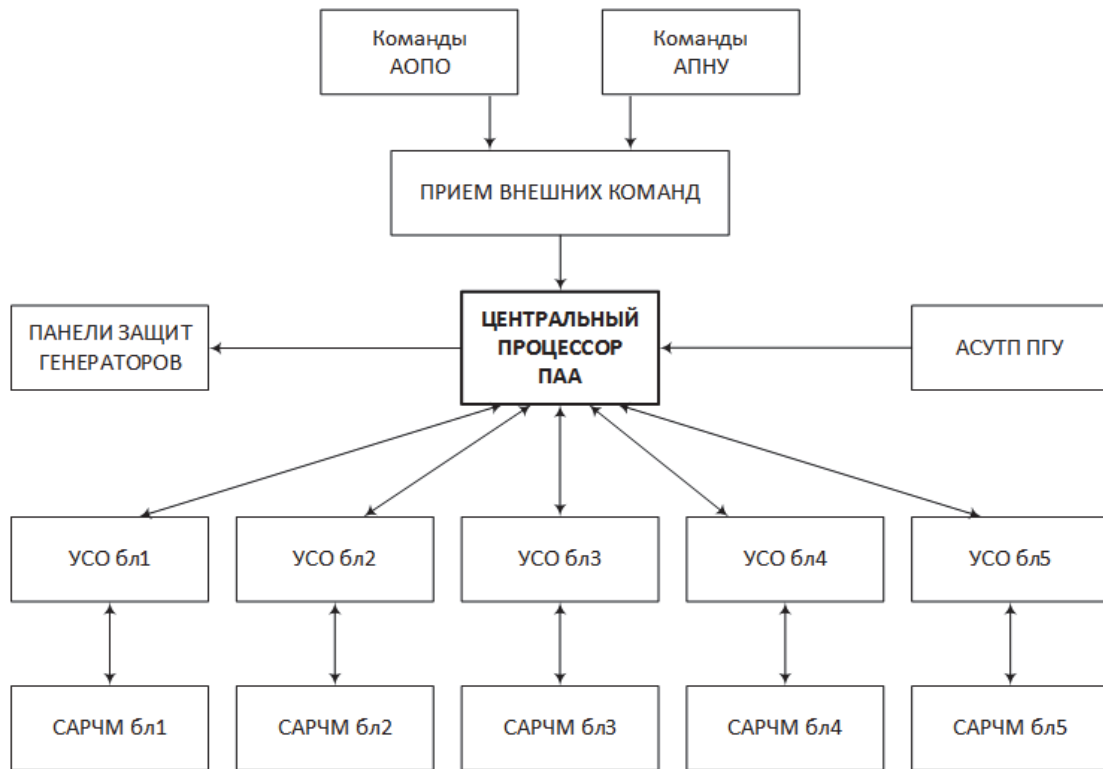 Команды
АОПО
Команды
АПНУ
ПРИЕМ ВНЕШНИХ КОМАНД
ПАНЕЛИ ЗАЩИТ
ГЕНЕРАТОРОВ
ЦЕНТРАЛЬНЫЙ
ПРОЦЕССОР
ПАА
АСУТП ПГУ
УСО бл1
УСО бл2
УСО бл3
УСО бл4
УСО бл5
САРЧМ бл1
САРЧМ бл2
САРЧМ бл3
САРЧМ бл4
САРЧМ бл5